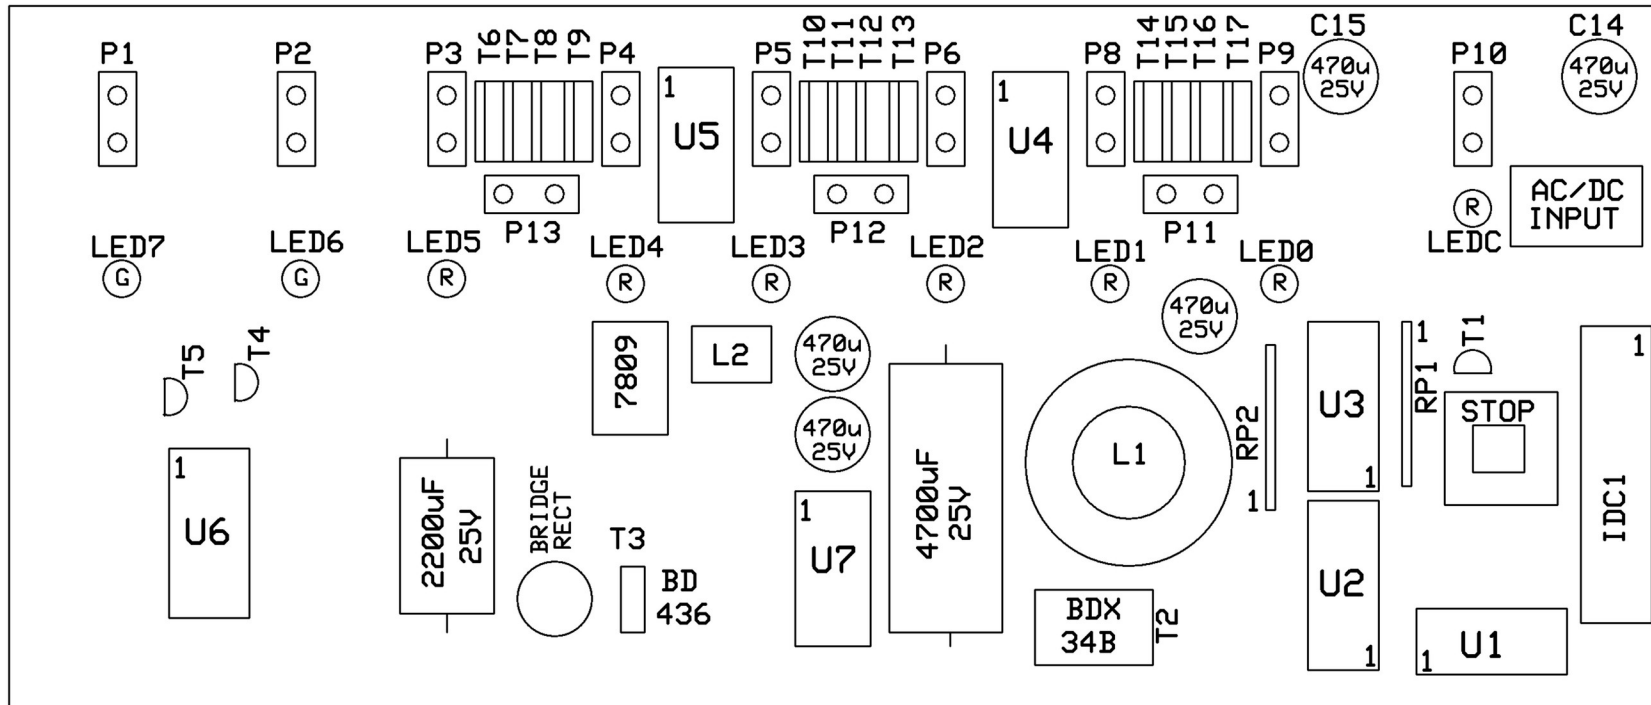 P1
P2
P3
T6
T7
T8
T9
P4
P5
T10
T11
T12
T13
P6
P8
T14
T15
T16
T17
P9
C15
470u
25V
P10
C14
470u
25V
1
U5
1
U4
P13
P12
P11
AC/DC
INPUT
R
LEDC
LED7
G
LED6
G
LED5
R
LED4
R
LED3
R
LED2
R
LED1
R
LED0
R
470u
25V
T5
T4
7809
L2
470u
25V
470u
25V
4700uF
25V
L1
RP2
1
U3
1
1
RP1
T1
STOP
1
IDC1
1
U6
2200uF
25V
BRIDGE
RECT
T3
BD
436
1
U7
BDX
34B
T2
U2
1
U1
1